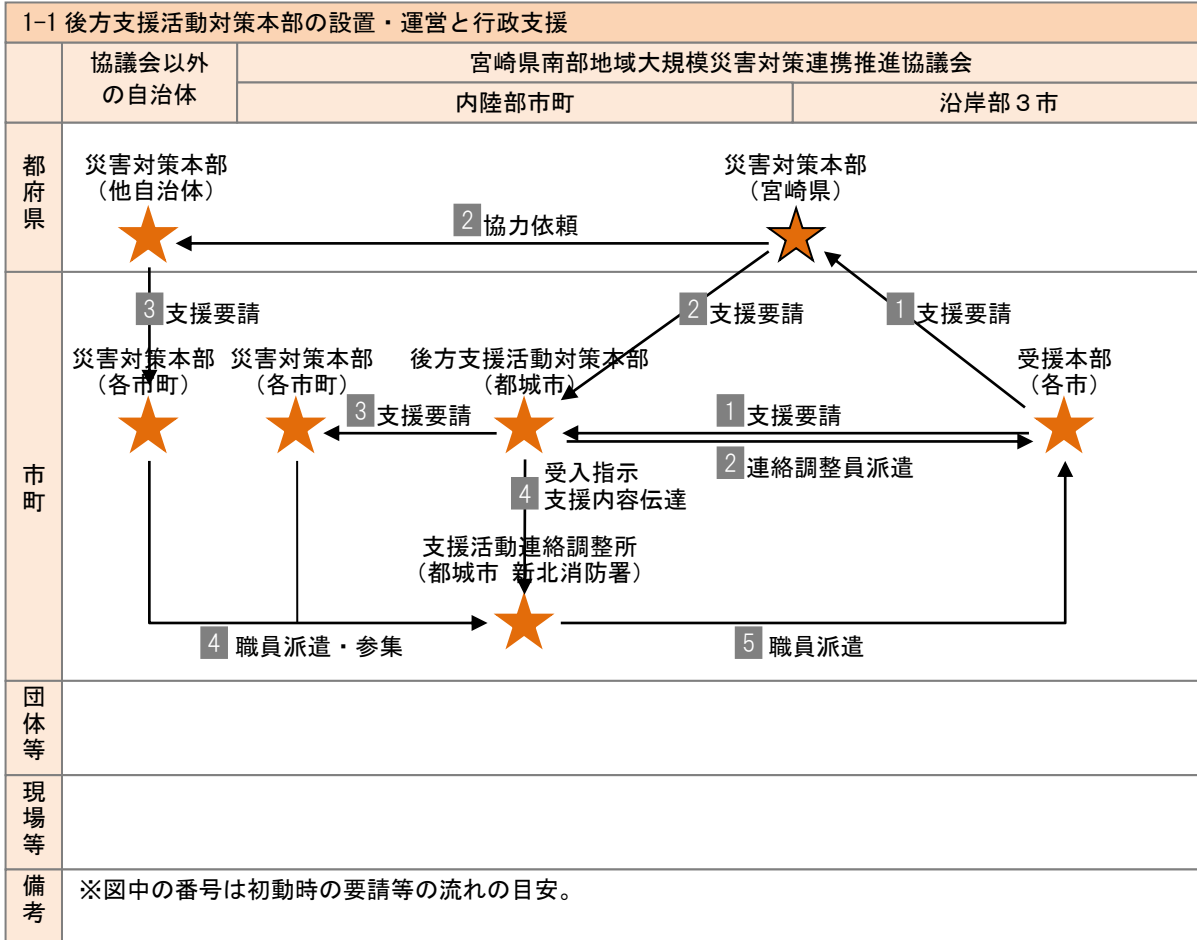 1-1 後方支援活動対策本部の設置・運営と行政支援
協議会以外
の自治体
宮崎県南部地域大規模災害対策連携推進協議会
内陸部市町
沿岸部３市
都府県
災害対策本部
（他自治体）
災害対策本部
（宮崎県）
2 協力依頼
3 支援要請
2 支援要請
1 支援要請
市町
災害対策本部
（各市町）
災害対策本部
（各市町）
後方支援活動対策本部
（都城市）
受援本部
（各市）
3 支援要請
1 支援要請
2 連絡調整員派遣
4 受入指示
支援内容伝達
支援活動連絡調整所
（都城市 新北消防署）
4 職員派遣・参集
5 職員派遣
団体等
現場等
備考
※図中の番号は初動時の要請等の流れの目安。